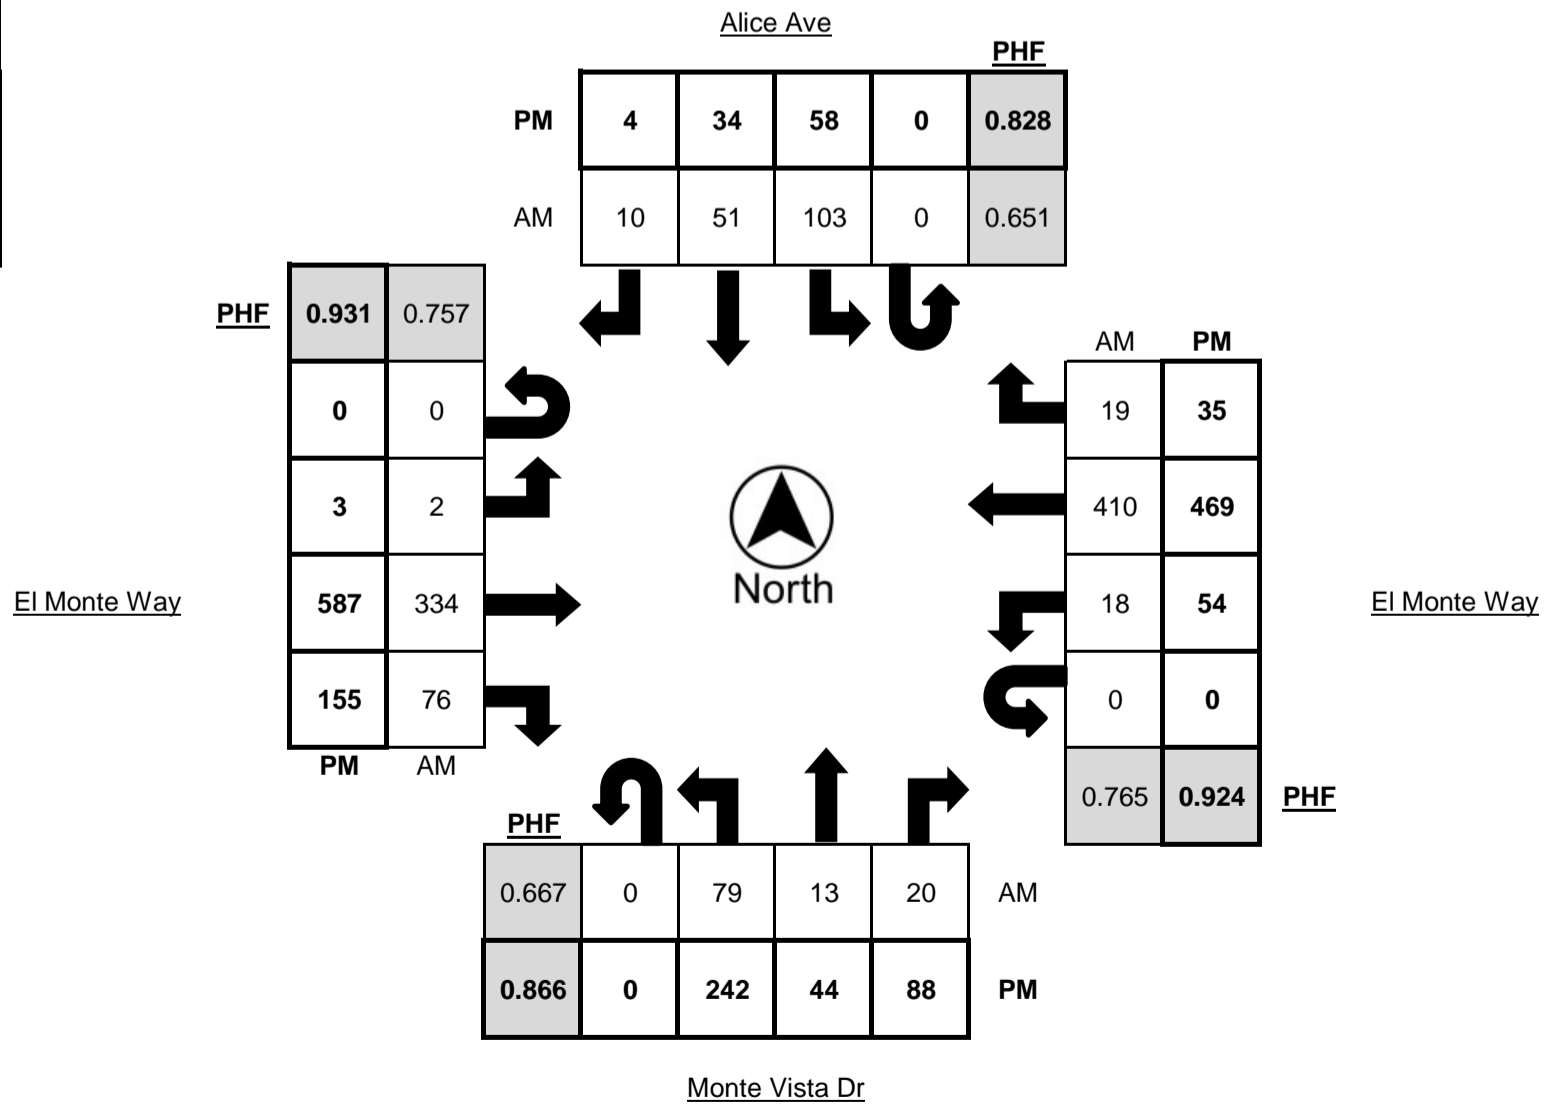 Alice Ave
PHF
PM 4 34 58 0 0.828
AM 10 51 103 0 0.651
PHF 0.931 0.757
AM PM
0 0
19 35
3 2
410 469
North
El Monte Way
587 334
18 54
El Monte Way
155 76
0 0
PM AM
0.765 0.924 PHF
PHF
0.667 0 79 13 20 AM
0.866 0 242 44 88 PM
Monte Vista Dr